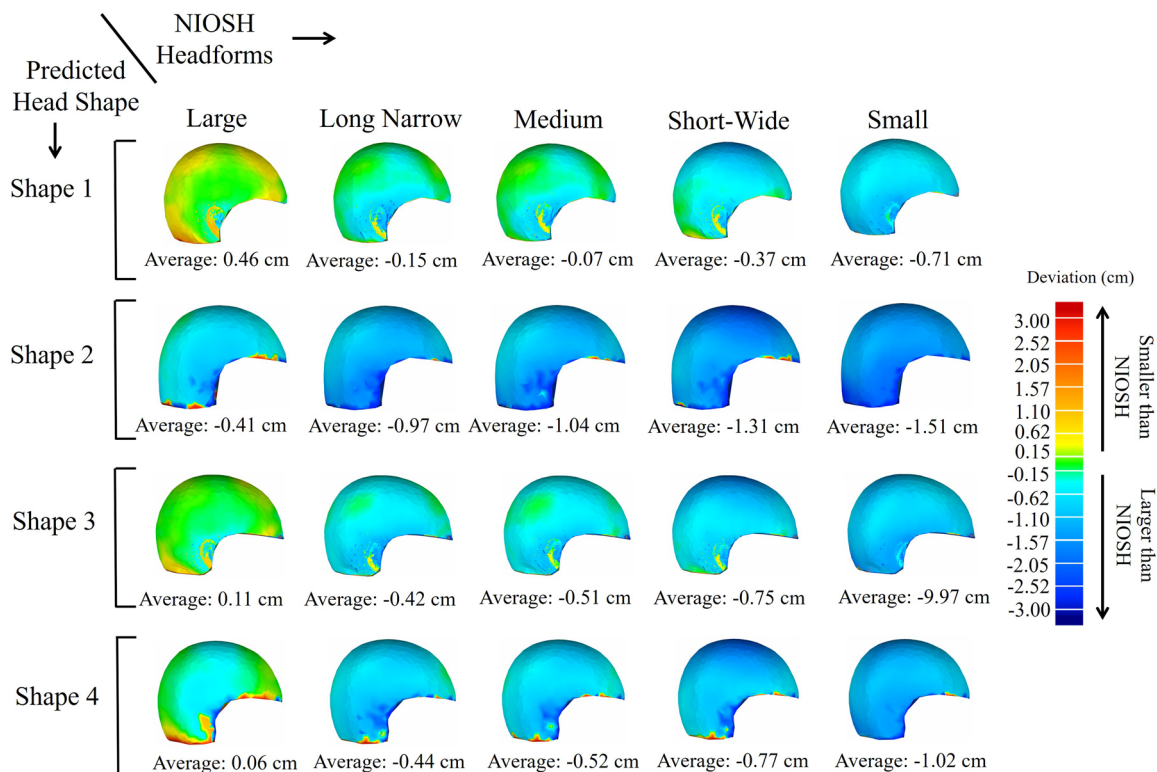 NIOSH
Headforms
Predicted
Head Shape
Large
Long Narrow
Medium
Short-Wide
Small
Shape 1
Average: 0.46 cm
Average: -0.15 cm
Average: -0.07 cm
Average: -0.37 cm
Average: -0.71 cm
Shape 2
Average: -0.41 cm
Average: -0.97 cm
Average: -1.04 cm
Average: -1.31 cm
Average: -1.51 cm
Shape 3
Average: 0.11 cm
Average: -0.42 cm
Average: -0.51 cm
Average: -0.75 cm
Average: -9.97 cm
Shape 4
Average: 0.06 cm
Average: -0.44 cm
Average: -0.52 cm
Average: -0.77 cm
Average: -1.02 cm
Deviation (cm)
3.00
2.52
2.05
1.57
1.10
0.62
0.15
-0.15
-0.62
-1.10
-1.57
-2.05
-2.52
-3.00
Smaller than
NIOSH
Larger than
NIOSH